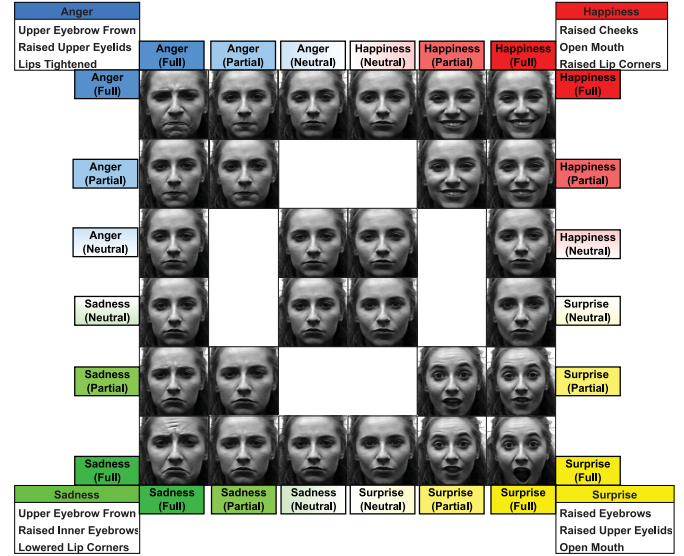 Anger
Upper Eyebrow Frown
Raised Upper Eyelids
Lips Tightened
Happiness
Raised Cheeks
Open Mouth
Raised Lip Corners
Anger
(Full)
Anger
(Partial)
Anger
(Neutral)
Happiness
(Neutral)
Happiness
(Partial)
Happiness
(Full)
Anger
(Full)
Happiness
(Full)
Anger
(Partial)
Happiness
(Partial)
Anger
(Neutral)
Happiness
(Neutral)
Sadness
(Neutral)
Surprise
(Neutral)
Sadness
(Partial)
Surprise
(Partial)
Sadness
(Full)
Surprise
(Full)
Sadness
(Full)
Sadness
(Partial)
Sadness
(Neutral)
Surprise
(Neutral)
Surprise
(Partial)
Surprise
(Full)
Sadness
Upper Eyebrow Frown
Raised Inner Eyebrows
Lowered Lip Corners
Surprise
Raised Eyebrows
Raised Upper Eyelids
Open Mouth